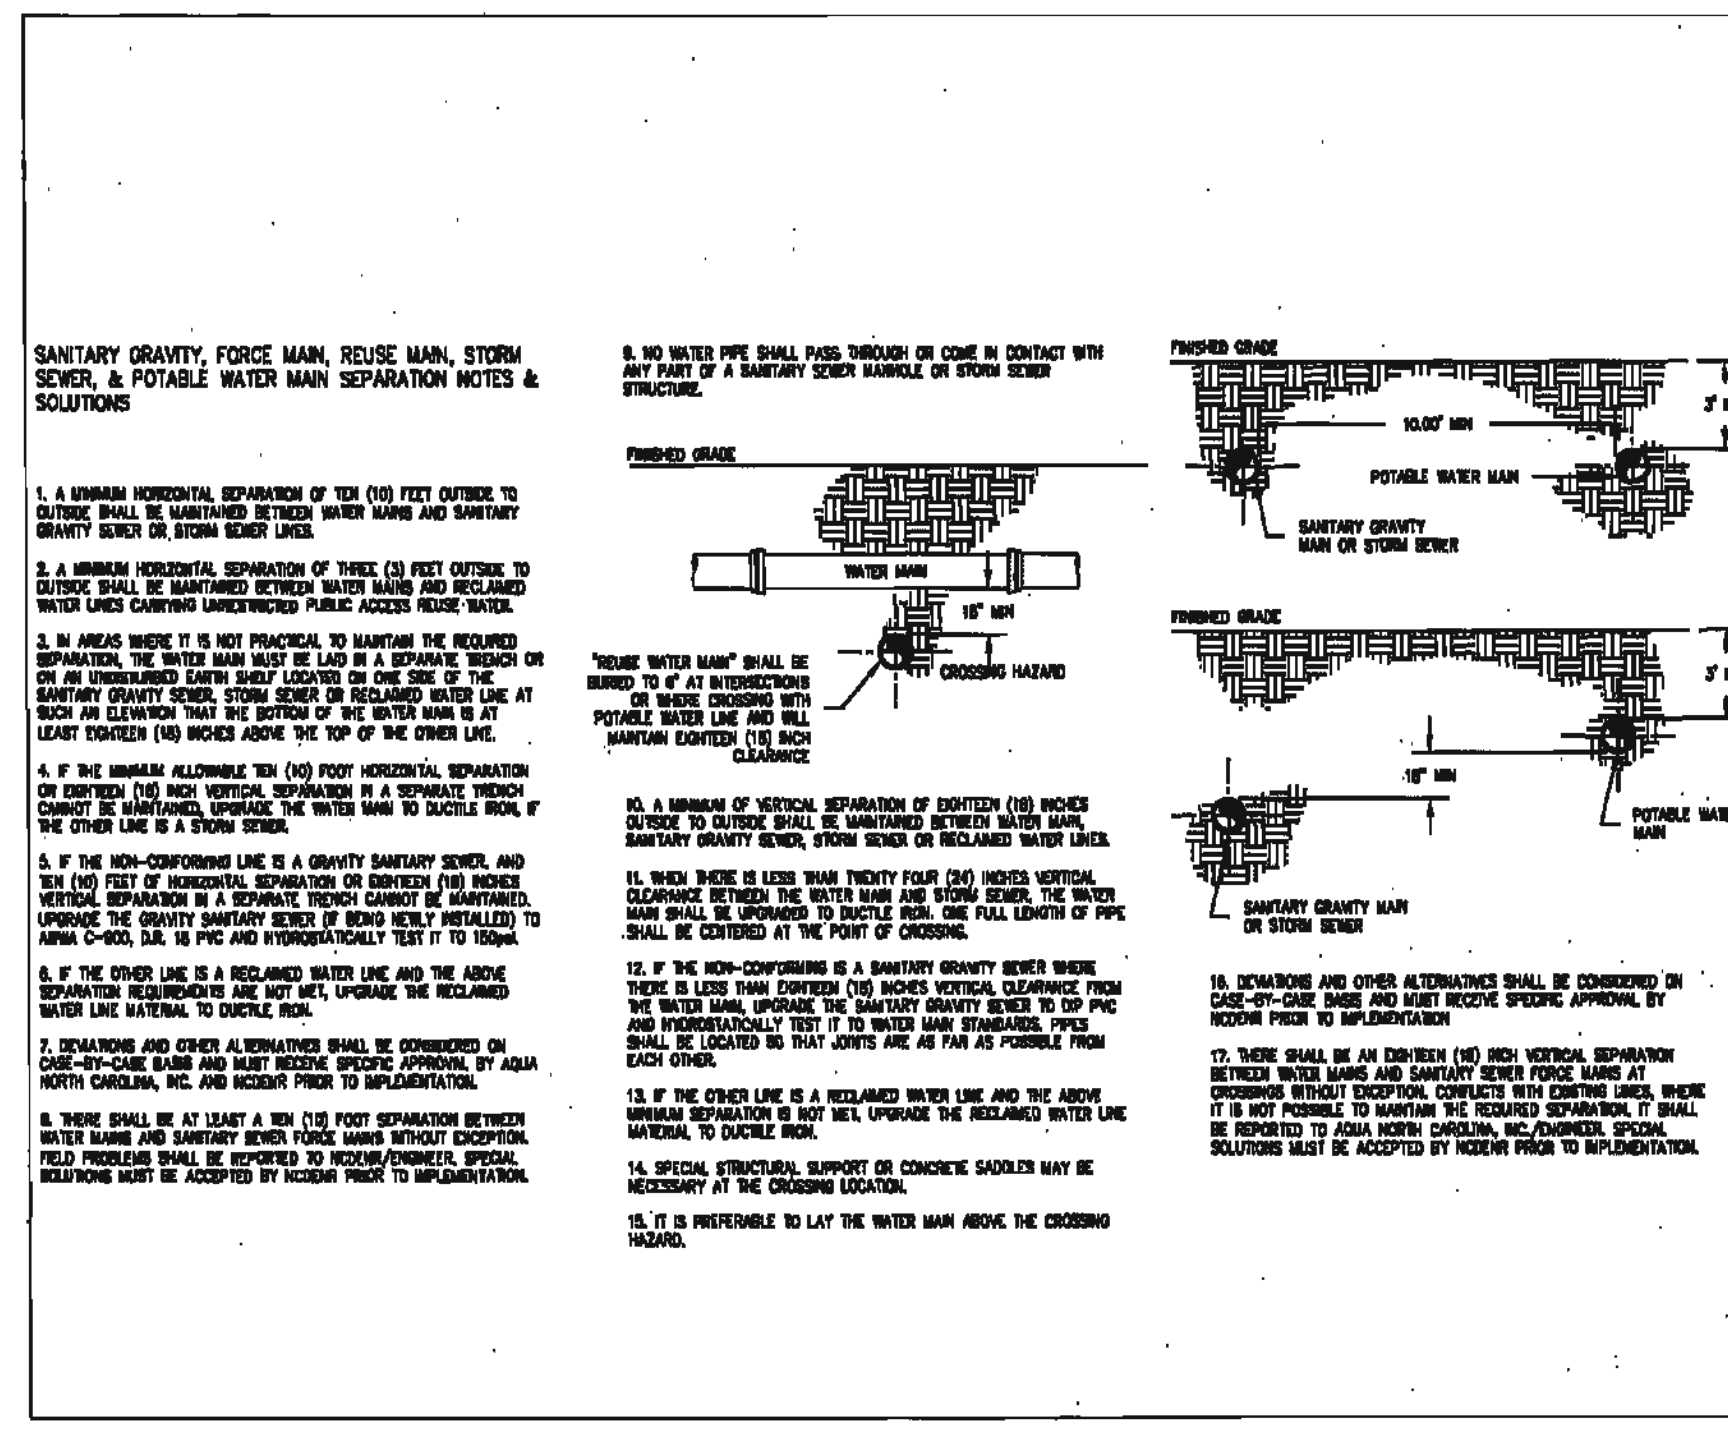 SANITARY GRAVITY, FORCE MAIN, REUSE MAIN, STORM
SEWER, & POTABLE WATER MAIN SEPARATION NOTES &
SOLUTIONS
1. A MINIMUM HORIZONTAL SEPARATION OF TEN (10) FEET OUTSIDE TO
OUTSIDE SHALL BE MAINTAINED BETWEEN WATER MAINS AND SANITARY
GRAVITY SEWER OR STORM SEWER LINES.
2. A MINIMUM HORIZONTAL SEPARATION OF THREE (3) FEET OUTSIDE TO
OUTSIDE SHALL BE MAINTAINED BETWEEN WATER MAINS AND RECLAIMED
WATER LINES CARRYING UNRESTRICTED PUBLIC ACCESS REUSE WATER.
3. IN AREAS WHERE IT IS NOT PRACTICAL TO MAINTAIN THE REQUIRED
SEPARATION, THE WATER MAIN MUST BE LAID IN A SEPARATE TRENCH OR
ON AN UNDISTURBED EARTH SHELF LOCATED ON ONE SIDE OF THE
SANITARY GRAVITY SEWER, STORM SEWER OR RECLAIMED WATER LINE AT
SUCH AN ELEVATION THAT THE BOTTOM OF THE WATER MAIN IS AT
LEAST EIGHTEEN (18) INCHES ABOVE THE TOP OF THE OTHER LINE.
4. IF THE MINIMUM ALLOWABLE TEN (10) FOOT HORIZONTAL SEPARATION
OR EIGHTEEN (18) INCH VERTICAL SEPARATION IN A SEPARATE TRENCH
CANNOT BE MAINTAINED, UPGRADE THE WATER MAIN TO DUCTILE IRON, IF
THE OTHER LINE IS A STORM SEWER.
5. IF THE NON-CONFORMING LINE IS A GRAVITY SANITARY SEWER, AND
TEN (10) FEET OF HORIZONTAL SEPARATION OR EIGHTEEN (18) INCHES
VERTICAL SEPARATION IN A SEPARATE TRENCH CANNOT BE MAINTAINED.
UPGRADE THE GRAVITY SANITARY SEWER (IF BEING NEWLY INSTALLED) TO
AWWA C-900, D.R. 18 PVC AND HYDROSTATICALLY TEST IT TO 150psi.
6. IF THE OTHER LINE IS A RECLAIMED WATER LINE AND THE ABOVE
SEPARATION REQUIREMENTS ARE NOT MET, UPGRADE THE RECLAIMED
WATER LINE MATERIAL TO DUCTILE IRON.
7. DEVIATIONS AND OTHER ALTERNATIVES SHALL BE CONSIDERED ON
CASE-BY-CASE BASIS AND MUST RECEIVE SPECIFIC APPROVAL BY AQUA
NORTH CAROLINA, INC. AND NCDENR PRIOR TO IMPLEMENTATION.
8. THERE SHALL BE AT LEAST A TEN (10) FOOT SEPARATION BETWEEN
WATER MAINS AND SANITARY SEWER FORCE MAINS WITHOUT EXCEPTION.
FIELD PROBLEMS SHALL BE REPORTED TO NCDENR/ENGINEER. SPECIAL
SOLUTIONS MUST BE ACCEPTED BY NCDENR PRIOR TO IMPLEMENTATION.
9. NO WATER PIPE SHALL PASS THROUGH OR COME IN CONTACT WITH
ANY PART OF A SANITARY SEWER MANHOLE OR STORM SEWER
STRUCTURE.
FINISHED GRADE
WATER MAIN
18" MIN
CROSSING HAZARD
"REUSE WATER MAIN" SHALL BE
BURIED TO 6" AT INTERSECTIONS
OR WHERE CROSSING WITH
POTABLE WATER LINE AND WILL
MAINTAIN EIGHTEEN (18) INCH
CLEARANCE
10. A MINIMUM OF VERTICAL SEPARATION OF EIGHTEEN (18) INCHES
OUTSIDE TO OUTSIDE SHALL BE MAINTAINED BETWEEN WATER MAIN,
SANITARY GRAVITY SEWER, STORM SEWER OR RECLAIMED WATER LINES.
11. WHEN THERE IS LESS THAN TWENTY FOUR (24) INCHES VERTICAL
CLEARANCE BETWEEN THE WATER MAIN AND STORM SEWER, THE WATER
MAIN SHALL BE UPGRADED TO DUCTILE IRON. ONE FULL LENGTH OF PIPE
SHALL BE CENTERED AT THE POINT OF CROSSING.
12. IF THE NON-CONFORMING IS A SANITARY GRAVITY SEWER WHERE
THERE IS LESS THAN EIGHTEEN (18) INCHES VERTICAL CLEARANCE FROM
THE WATER MAIN, UPGRADE THE SANITARY GRAVITY SEWER TO PVC
AND HYDROSTATICALLY TEST IT TO WATER MAIN STANDARDS. PIPES
SHALL BE LOCATED SO THAT JOINTS ARE AS FAR AS POSSIBLE FROM
EACH OTHER.
13. IF THE OTHER LINE IS A RECLAIMED WATER LINE AND THE ABOVE
MINIMUM SEPARATION IS NOT MET, UPGRADE THE RECLAIMED WATER LINE
MATERIAL TO DUCTILE IRON.
14. SPECIAL STRUCTURAL SUPPORT OR CONCRETE SADDLES MAY BE
NECESSARY AT THE CROSSING LOCATION.
15. IT IS PREFERABLE TO LAY THE WATER MAIN ABOVE THE CROSSING
HAZARD.
FINISHED GRADE
10.00' MIN
3'
POTABLE WATER MAIN
SANITARY GRAVITY
MAIN OR STORM SEWER
FINISHED GRADE
3'
18" MIN
POTABLE
MAIN
SANITARY GRAVITY MAIN
OR STORM SEWER
16. DEVIATIONS AND OTHER ALTERNATIVES SHALL BE CONSIDERED ON
CASE-BY-CASE BASIS AND MUST RECEIVE SPECIFIC APPROVAL BY
NCDENR PRIOR TO IMPLEMENTATION
17. THERE SHALL BE AN EIGHTEEN (18) INCH VERTICAL SEPARATION
BETWEEN WATER MAINS AND SANITARY SEWER FORCE MAINS AT
CROSSINGS WITHOUT EXCEPTION. CONFLICTS WITH EXISTING LINES, WHERE
IT IS NOT POSSIBLE TO MAINTAIN THE REQUIRED SEPARATION, IT SHALL
BE REPORTED TO AQUA NORTH CAROLINA, INC./ENGINEER. SPECIAL
SOLUTIONS MUST BE ACCEPTED BY NCDENR PRIOR TO IMPLEMENTATION.